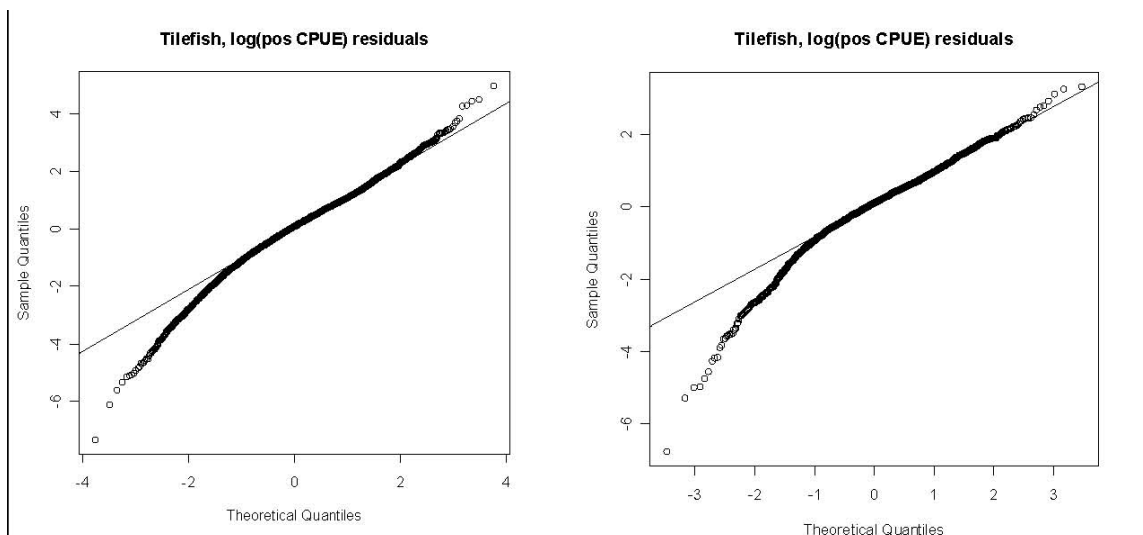 Tilefish, log(pos CPUE) residuals
4
2
0
-2
-4
-6
Sample Quantiles
-4 -2 0 2 4
Theoretical Quantiles
Tilefish, log(pos CPUE) residuals
2
0
-2
-4
-6
Sample Quantiles
-3 -2 -1 0 1 2 3
Theoretical Quantiles